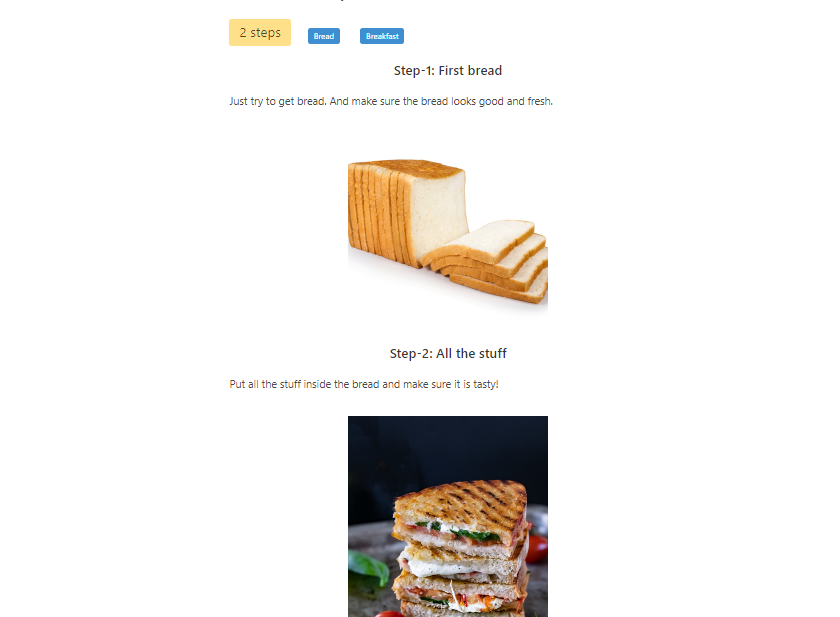 2 steps
Bread
Breakfast
Step-1: First bread
Just try to get bread. And make sure the bread looks good and fresh.
Step-2: All the stuff
Put all the stuff inside the bread and make sure it is tasty!